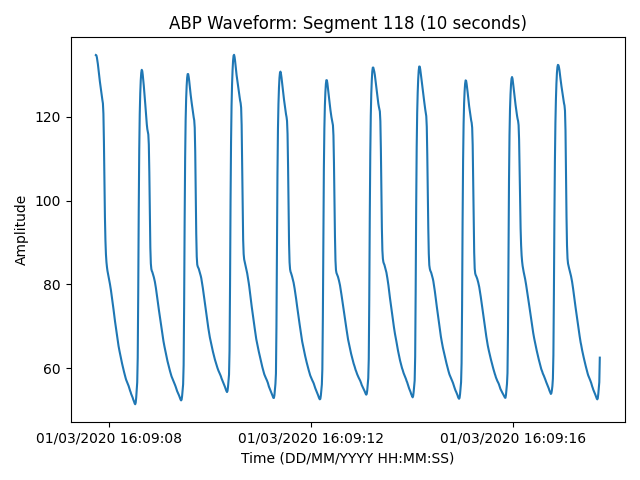 ABP Waveform: Segment 118 (10 seconds)
Amplitude
120
100
80
60
01/03/2020 16:09:08 01/03/2020 16:09:12 01/03/2020 16:09:16
Time (DD/MM/YYYY HH:MM:SS)